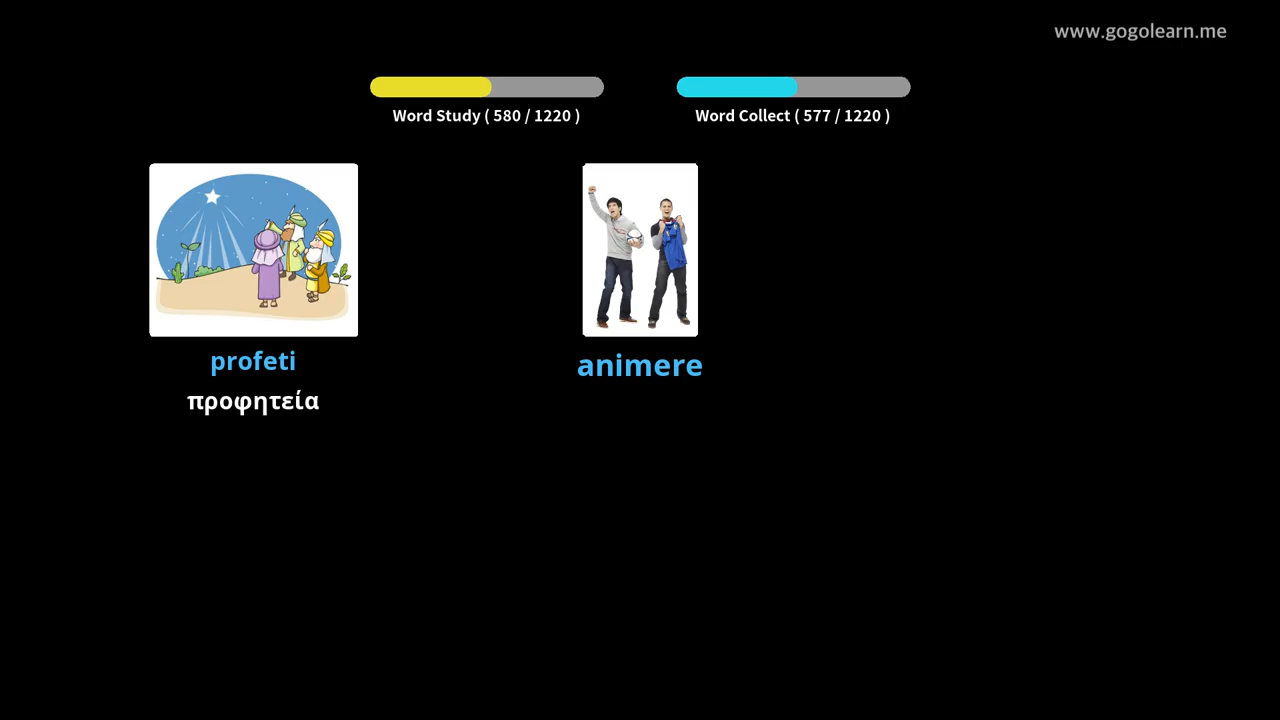 www.gogolearn.me
Word Study ( 580 / 1220 )
Word Collect ( 577 / 1220 )
profeti
προφητεία
animere